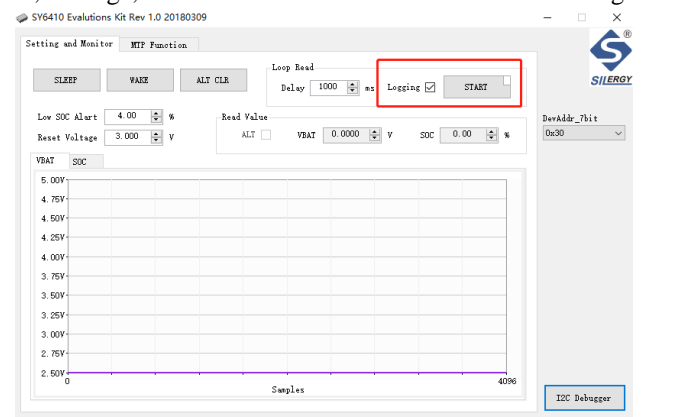 SY6410 Evalutions Kit Rev 1.0 20180309
Setting and Monitor MTP Function
SILERGY
®
Loop Read
SLEEP WAKE ALT CLR Delay 1000 ms Logging START
Low SOC Alart 4.00 %
Reset Voltage 3.000 V
Read Value
ALT VBAT 0.0000 V SOC 0.00 %
DevAddr_7bit
0x30
VBAT SOC
5.00V
4.75V
4.50V
4.25V
4.00V
3.75V
3.50V
3.25V
3.00V
2.75V
2.50V
0 4096
Samples
I2C Debugger